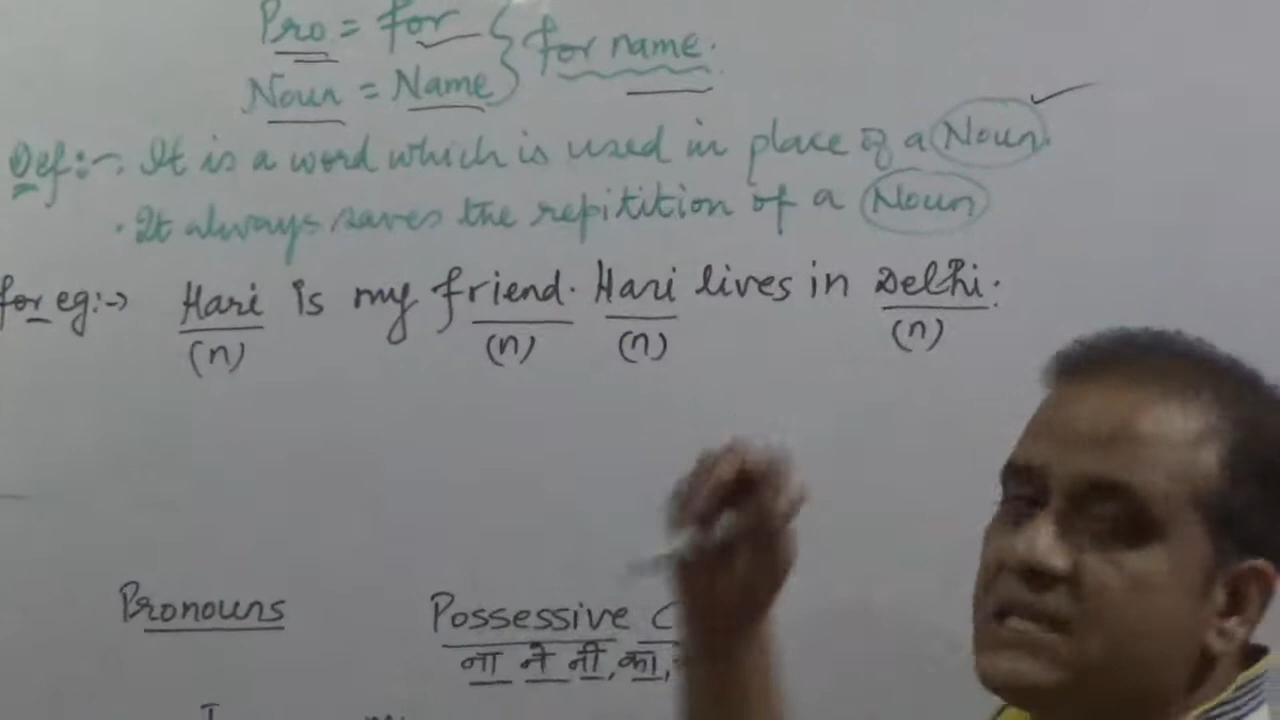 Pro = for
Noun = Name } for name.
Def:-. It is a word which is used in place of a Noun.
· It always saves the repitition of a Noun
for eg:→ Hari is my friend. Hari lives in Delhi.
(n) (n) (n) (n)
Pronouns Possessive C
ना ने नी, का,
I